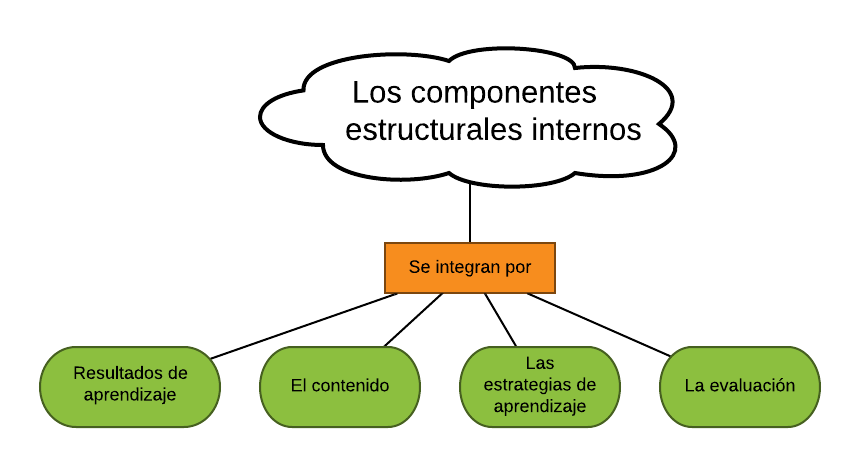 Los componentes
estructurales internos
Se integran por
Resultados de
aprendizaje
El contenido
Las
estrategias de
aprendizaje
La evaluación